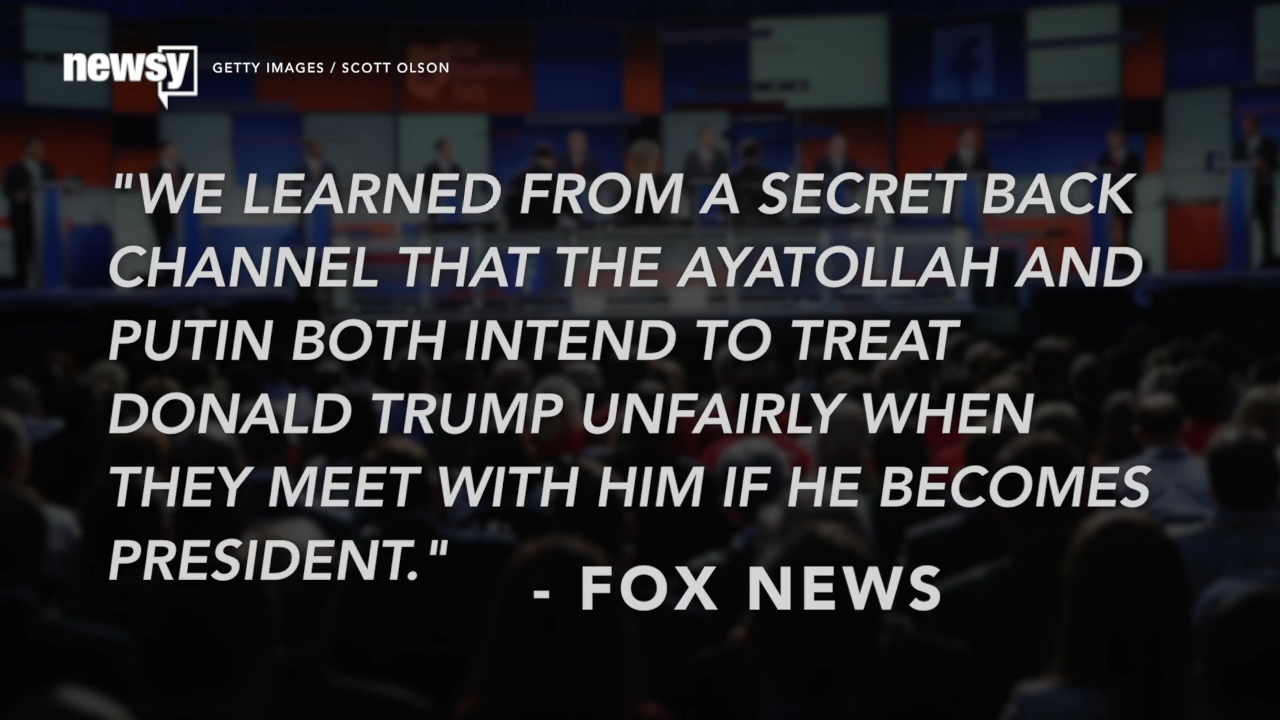 newsy GETTY IMAGES / SCOTT OLSON
"WE LEARNED FROM A SECRET BACK
CHANNEL THAT THE AYATOLLAH AND
PUTIN BOTH INTEND TO TREAT
DONALD TRUMP UNFAIRLY WHEN
THEY MEET WITH HIM IF HE BECOMES
PRESIDENT."
- FOX NEWS